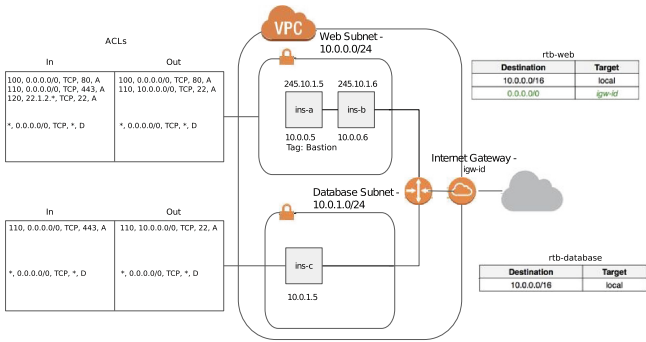 VPC
ACLs
In
Out
100, 0.0.0.0/0, TCP, 80, A
110, 0.0.0.0/0, TCP, 443, A
120, 22.1.2.*, TCP, 22, A
*, 0.0.0.0/0, TCP, *, D
100, 0.0.0.0/0, TCP, 80, A
110, 10.0.0.0/0, TCP, 22, A
*, 0.0.0.0/0, TCP, *, D
Web Subnet -
10.0.0.0/24
245.10.1.5
245.10.1.6
ins-a
ins-b
10.0.0.5
10.0.0.6
Tag: Bastion
rtb-web
Destination
Target
10.0.0.0/16
local
0.0.0.0/0
igw-id
Internet Gateway -
igw-id
Database Subnet -
10.0.1.0/24
In
Out
110, 0.0.0.0/0, TCP, 443, A
*, 0.0.0.0/0, TCP, *, D
110, 10.0.0.0/0, TCP, 22, A
*, 0.0.0.0/0, TCP, *, D
ins-c
10.0.1.5
rtb-database
Destination
Target
10.0.0.0/16
local